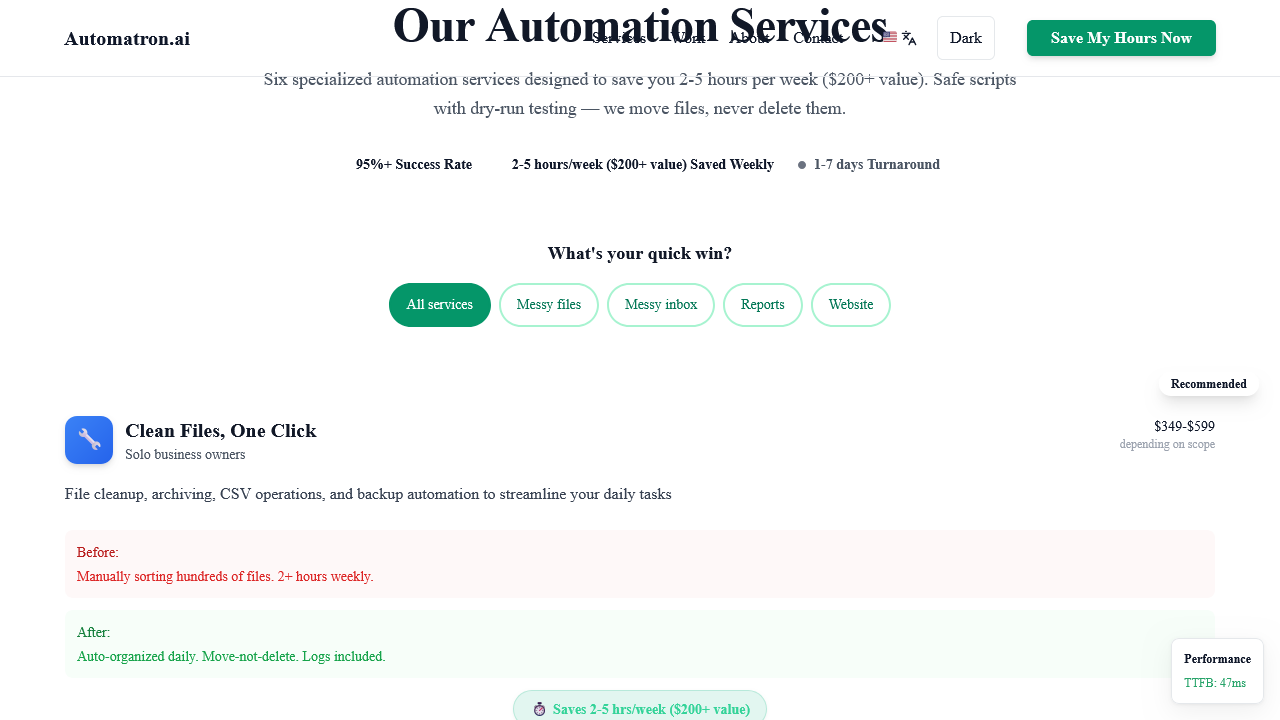 Automatron.ai
Services
Work
About
Contact
Dark
Save My Hours Now
Our Automation Services
Six specialized automation services designed to save you 2-5 hours per week ($200+ value). Safe scripts
with dry-run testing — we move files, never delete them.
95%+ Success Rate
2-5 hours/week ($200+ value) Saved Weekly
1-7 days Turnaround
What's your quick win?
All services
Messy files
Messy inbox
Reports
Website
Recommended
Clean Files, One Click
Solo business owners
$349-$599
depending on scope
File cleanup, archiving, CSV operations, and backup automation to streamline your daily tasks
Before:
Manually sorting hundreds of files. 2+ hours weekly.
After:
Auto-organized daily. Move-not-delete. Logs included.
Saves 2-5 hrs/week ($200+ value)
Performance
TTFB: 47ms